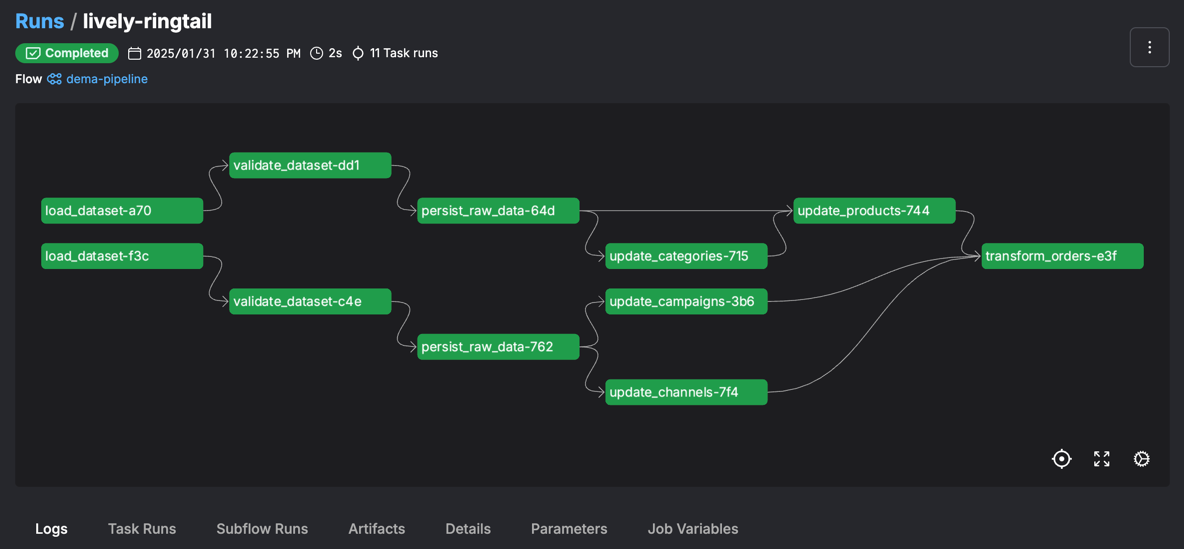 Runs / lively-ringtail
Completed 2025/01/31 10:22:55 PM 2s 11 Task runs
Flow dema-pipeline
validate_dataset-dd1
load_dataset-a70
persist_raw_data-64d
update_products-744
load_dataset-f3c
update_categories-715
transform_orders-e3f
validate_dataset-c4e
update_campaigns-3b6
persist_raw_data-762
update_channels-7f4
Logs Task Runs Subflow Runs Artifacts Details Parameters Job Variables